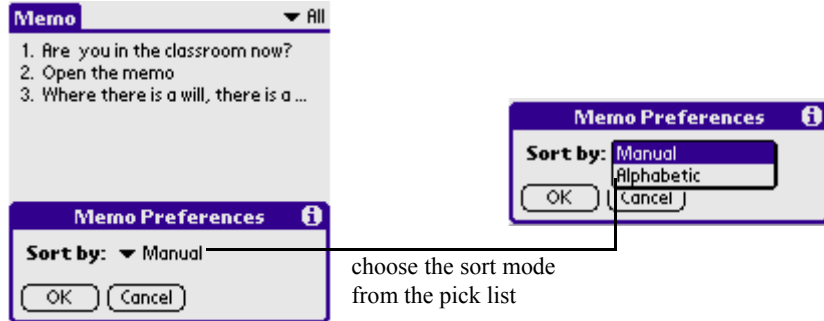 Memo All
1. Are you in the classroom now?
2. Open the memo
3. Where there is a will, there is a ...
Memo Preferences
Sort by: Manual
OK Cancel
Memo Preferences
Sort by: Manual
Alphabetic
OK Cancel
choose the sort mode
from the pick list